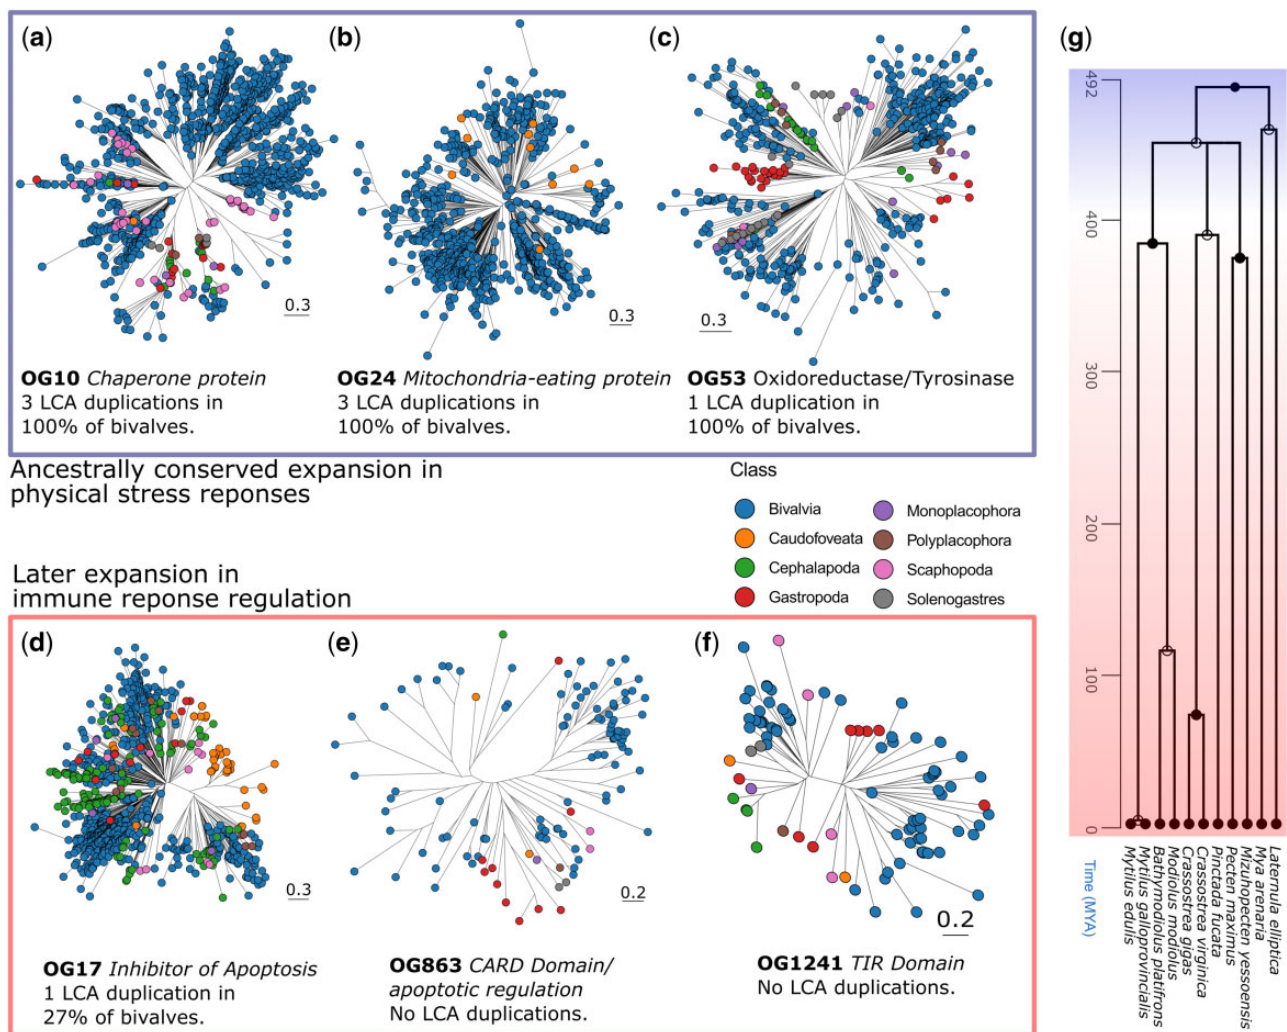 (a)
(b)
(c)
(g)
0.3
0.3
0.3
OG10 Chaperone protein
3 LCA duplications in
100% of bivalves.
OG24 Mitochondria-eating protein
3 LCA duplications in
100% of bivalves.
OG53 Oxidoreductase/Tyrosinase
1 LCA duplication in
100% of bivalves.
Ancestrally conserved expansion in
physical stress reponses
Class
Bivalvia
Caudofoveata
Cephalapoda
Gastropoda
Monoplacophora
Polyplacophora
Scaphopoda
Solenogastres
Later expansion in
immune reponse regulation
(d)
(e)
(f)
0.3
0.2
0.2
OG17 Inhibitor of Apoptosis
1 LCA duplication in
27% of bivalves.
OG863 CARD Domain/
apoptotic regulation
No LCA duplications.
OG1241 TIR Domain
No LCA duplications.
492
400
300
200
100
0
Time (MYA)
Mytilus edulis
Mytilus galloprovincialis
Bathymodiolus platifrons
Modiolus modiolus
Crassostrea gigas
Crassostrea virginica
Pinctada fucata
Pecten maximus
Mizuhopecten yessoensis
Mya arenaria
Laternula elliptica